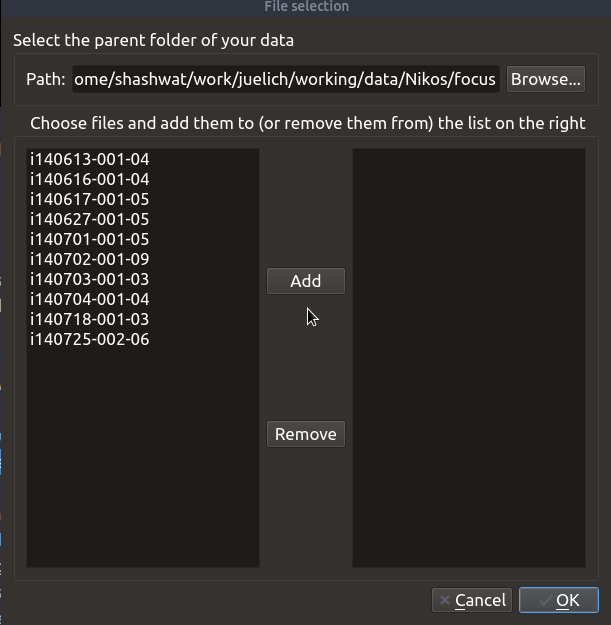 File selection
Select the parent folder of your data
Path: ome/shashwat/work/juelich/working/data/Nikos/focus Browse...
Choose files and add them to (or remove them from) the list on the right
i140613-001-04
i140616-001-04
i140617-001-05
i140627-001-05
i140701-001-05
i140702-001-09
i140703-001-03
i140704-001-04
i140718-001-03
i140725-002-06
Add
Remove
Cancel OK